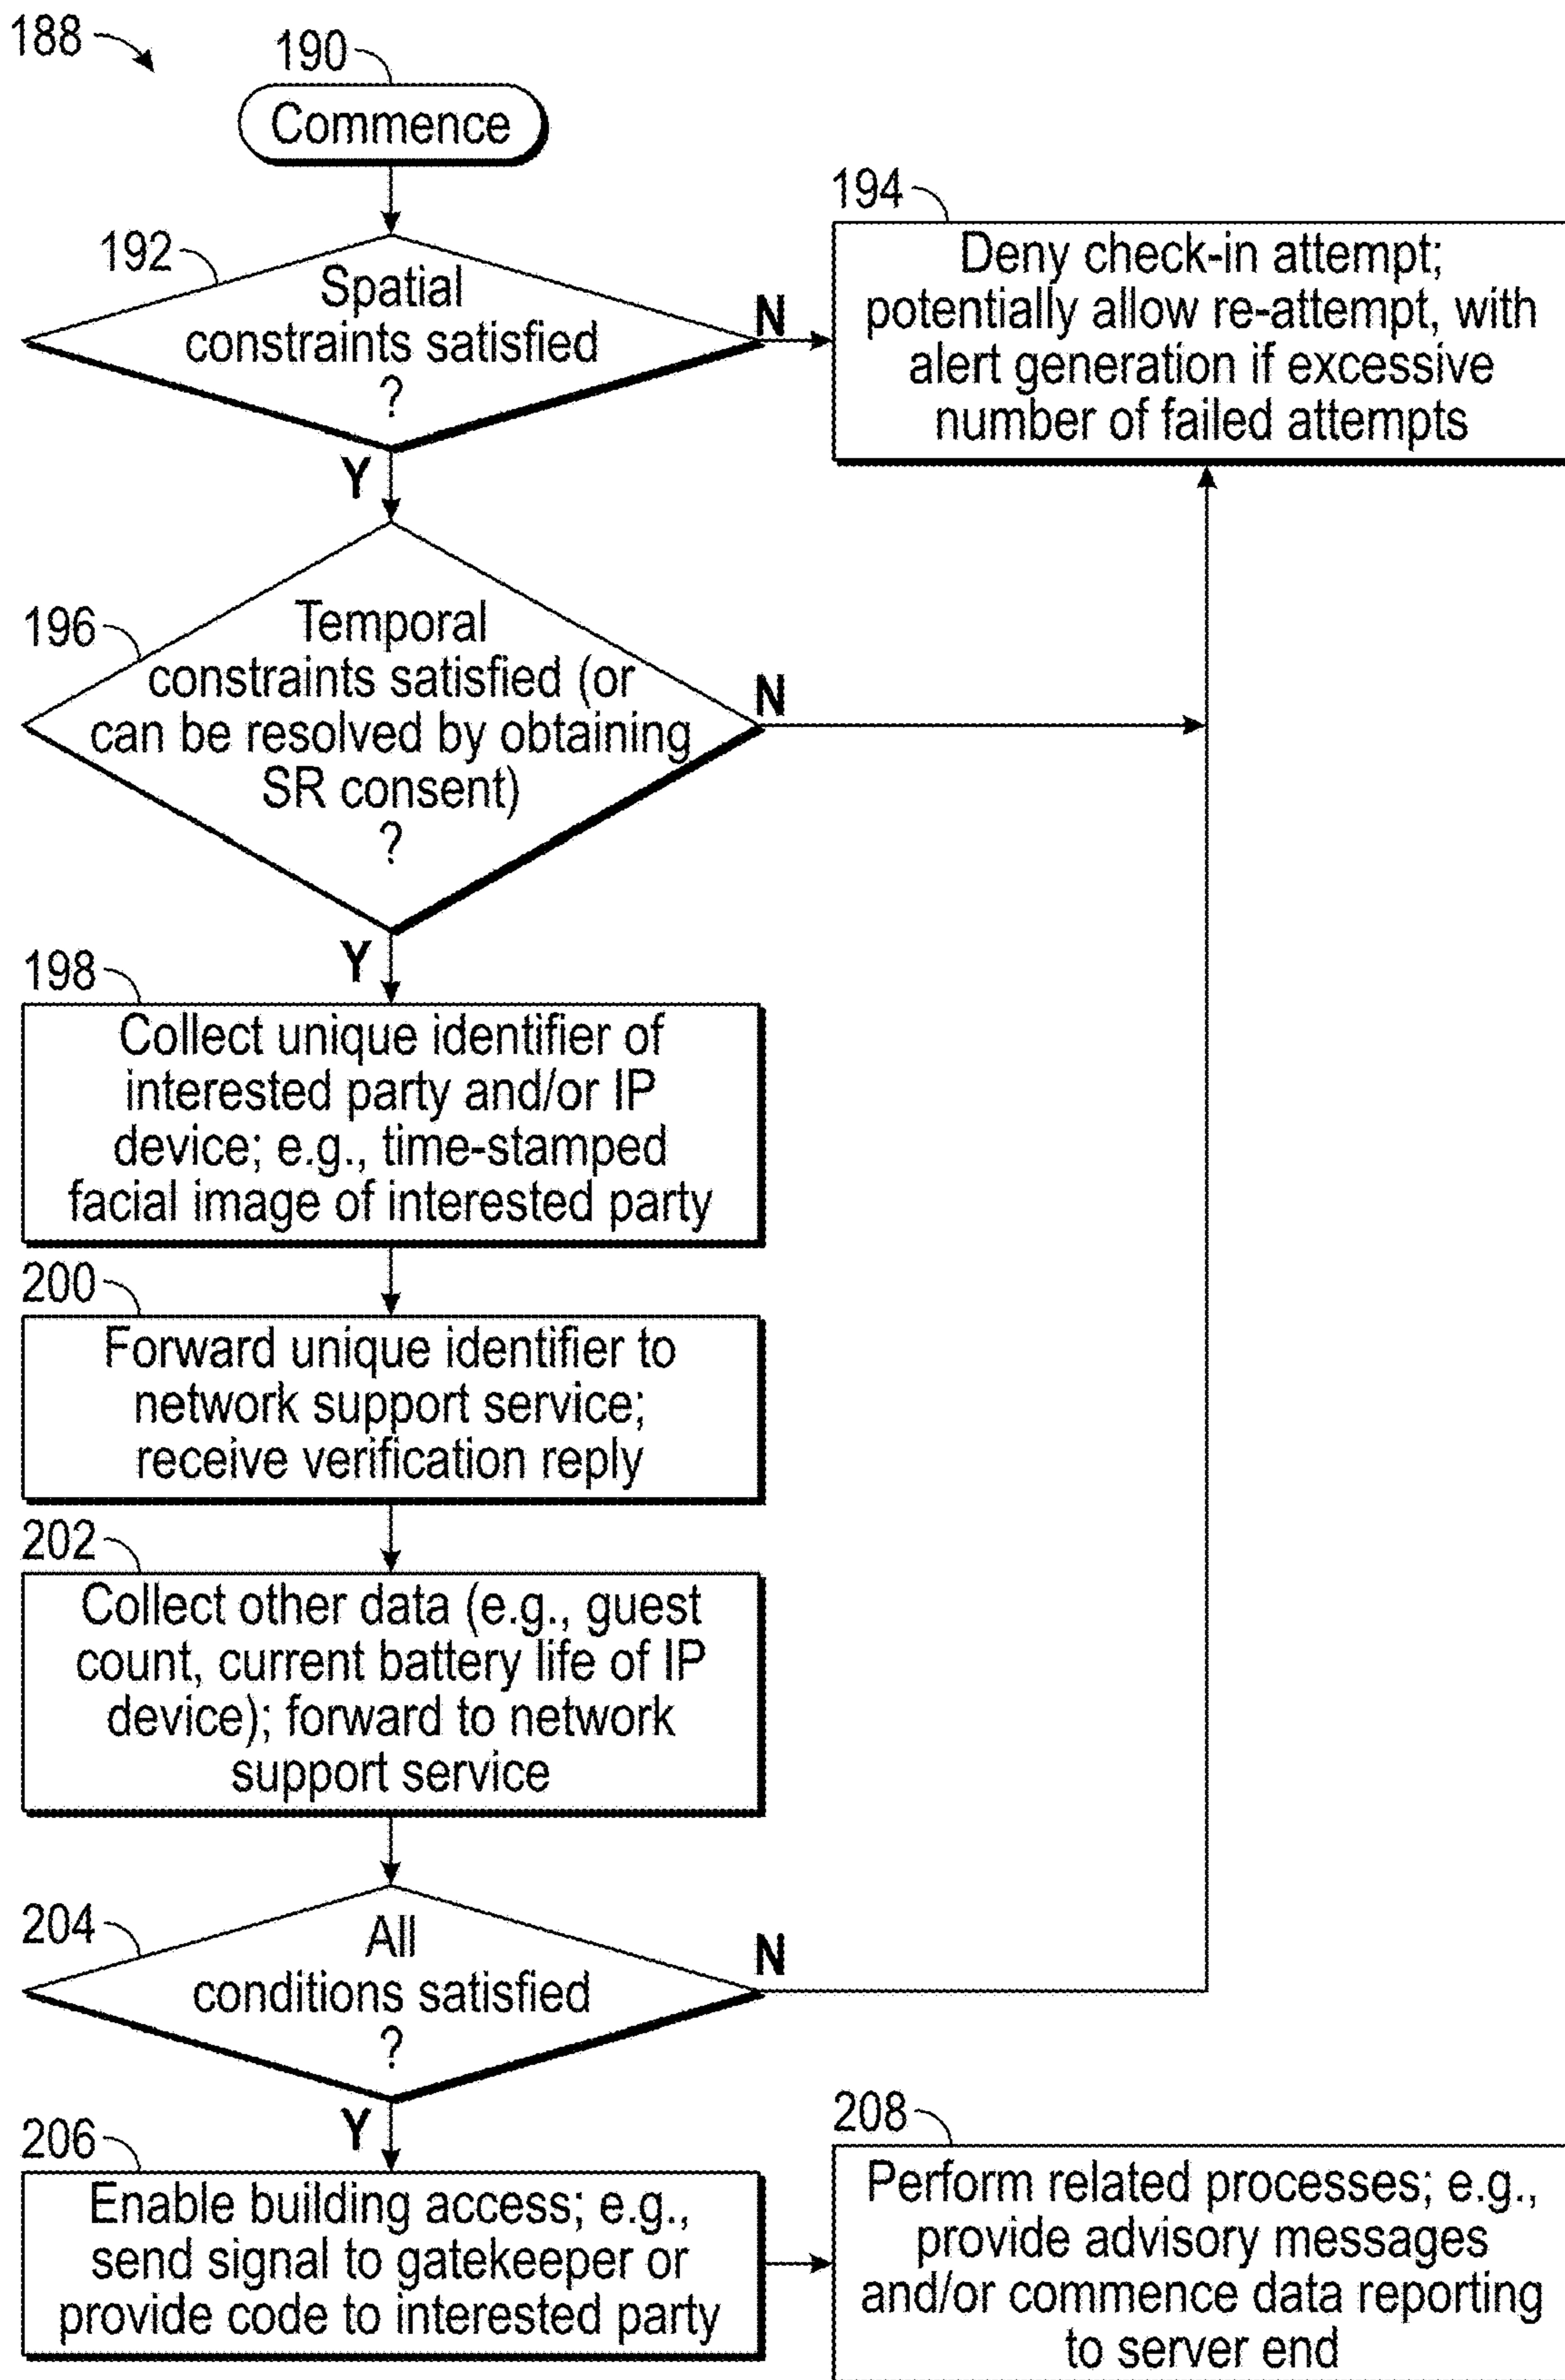 188
190
Commence
192
Spatial
constraints satisfied
?
N
Y
194
Deny check-in attempt;
potentially allow re-attempt, with
alert generation if excessive
number of failed attempts
196
Temporal
constraints satisfied (or
can be resolved by obtaining
SR consent)
?
N
Y
198
Collect unique identifier of
interested party and/or IP
device; e.g., time-stamped
facial image of interested party
200
Forward unique identifier to
network support service;
receive verification reply
202
Collect other data (e.g., guest
count, current battery life of IP
device); forward to network
support service
204
All
conditions satisfied
?
N
Y
206
Enable building access; e.g.,
send signal to gatekeeper or
provide code to interested party
208
Perform related processes; e.g.,
provide advisory messages
and/or commence data reporting
to server end